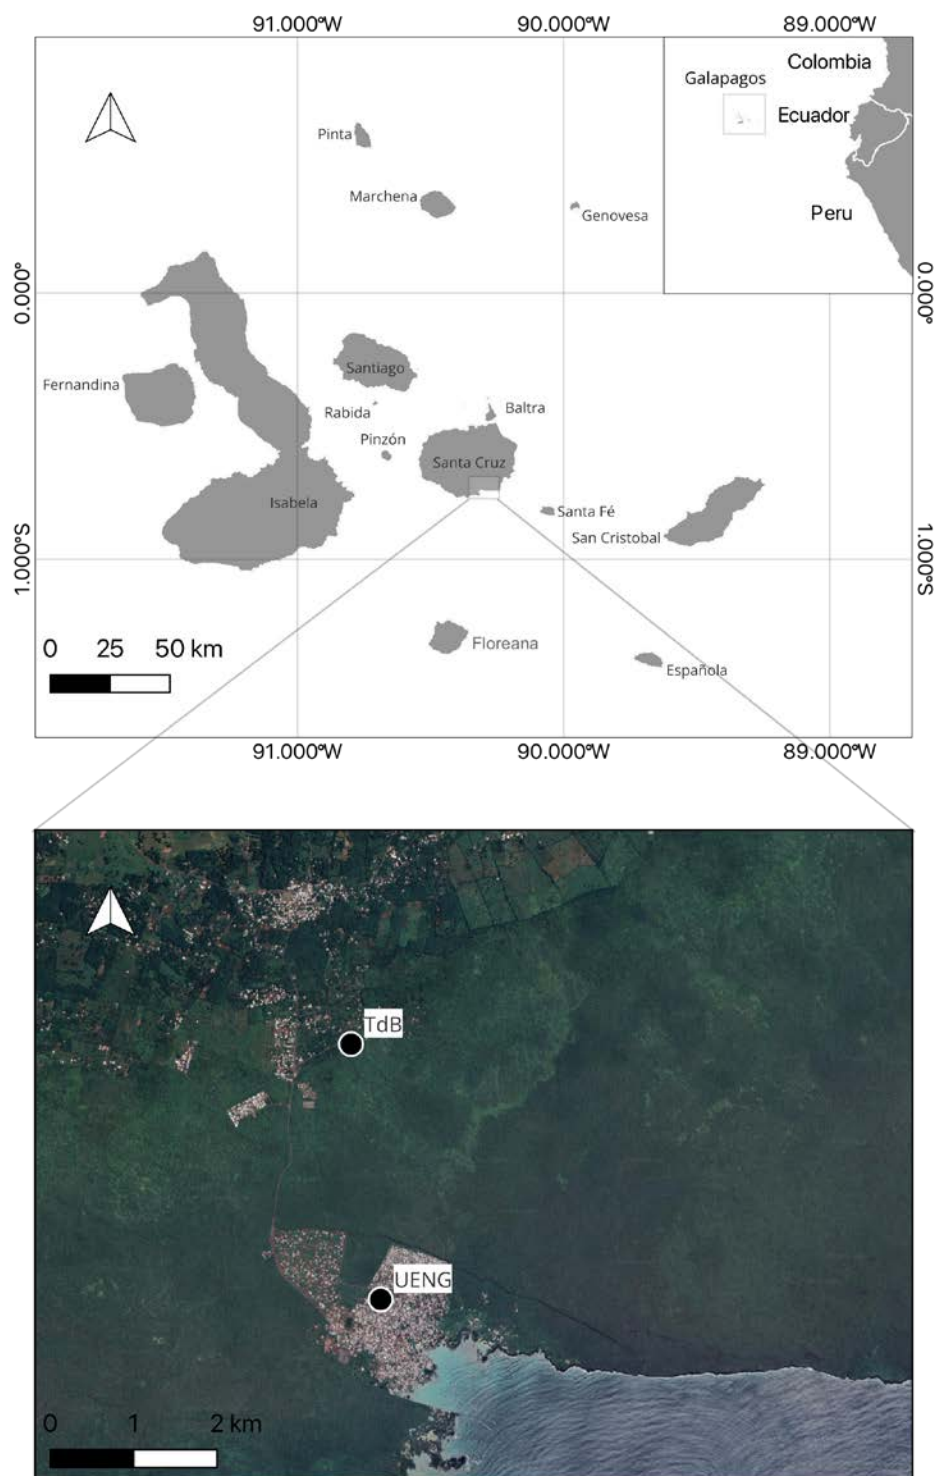 91.000°W 90.000°W 89.000°W
Colombia
Galapagos
Ecuador
Pinta
Marchena
Genovesa
Peru
0.000° 0.000°
Santiago
Fernandina
Rabida
Baltra
Pinzón
Santa Cruz
Isabela
Santa Fé
San Cristobal
1.000°S 1.000°S
Floreana
0 25 50 km
Española
91.000°W 90.000°W 89.000°W
TdB
UENG
0 1 2 km